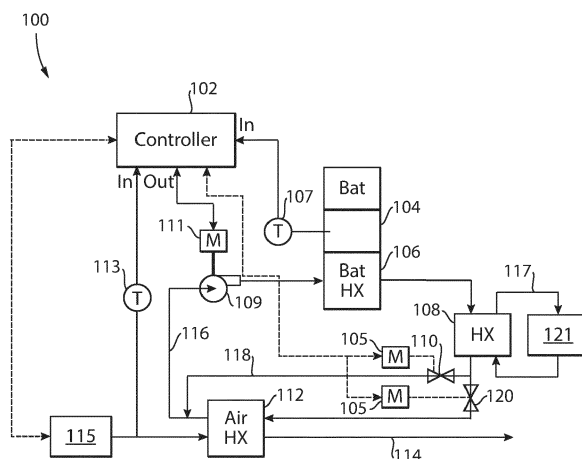 100
102
Controller
In
In Out
107
T
Bat
104
106
Bat
HX
111
M
109
113
T
116
118
117
108
HX
121
105
M
110
105
M
120
112
Air
HX
115
114